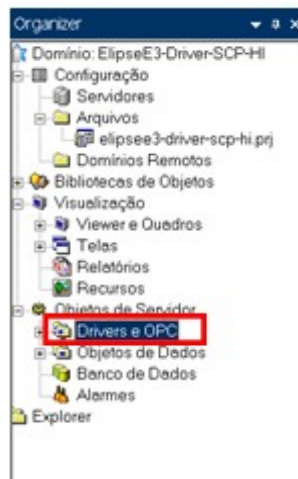 Organizer
Domínio: ElipseE3-Driver-SCP-HI
Configuração
Servidores
Arquivos
elipsee3-driver-scp-hi.prj
Domínios Remotos
Bibliotecas de Objetos
Visualização
Viewer e Quadros
Telas
Relatórios
Recursos
Objetos de Servidor
Drivers e OPC
Objetos de Dados
Banco de Dados
Alarmes
Explorer